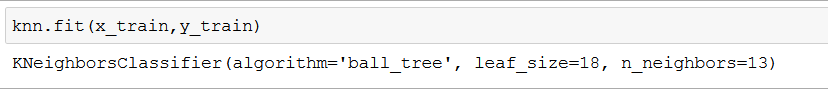 knn.fit(x_train,y_train)
KNeighborsClassifier(algorithm='ball_tree', leaf_size=18, n_neighbors=13)